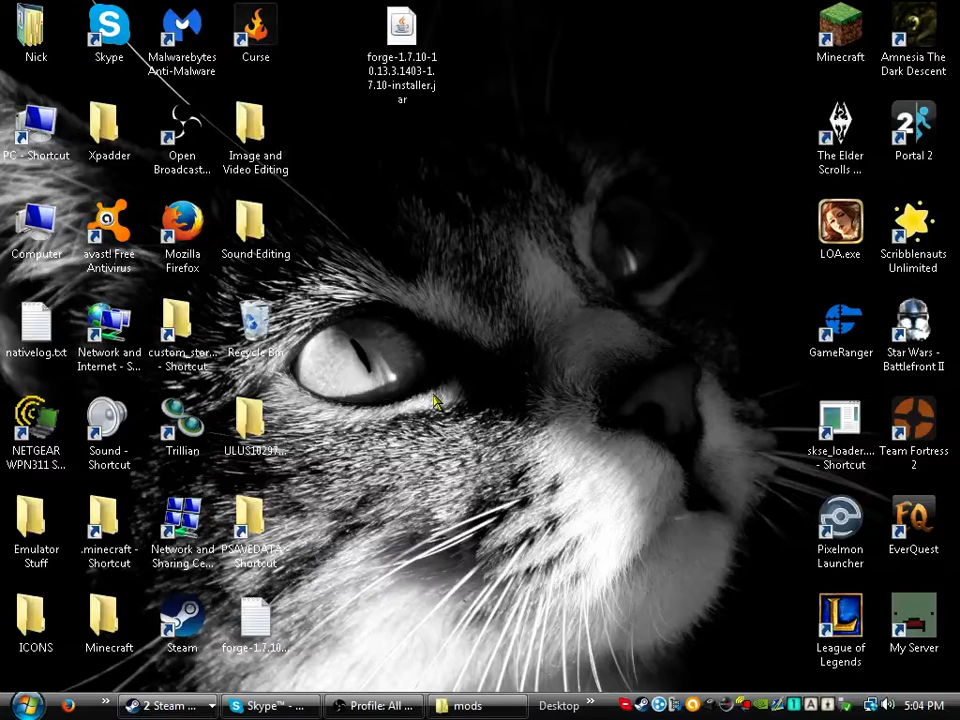 Nick
Skype
Malwarebytes
Anti-Malware
Curse
forge-1.7.10-1
0.13.3.1403-1.
7.10-installer.j
ar
Minecraft
Amnesia The
Dark Descent
PC - Shortcut
Xpadder
Open
Broadcast...
Image and
Video Editing
The Elder
Scrolls ...
2
Portal 2
Computer
avast! Free
Antivirus
Mozilla
Firefox
Sound Editing
LOA.exe
Scribblenauts
Unlimited
nativelog.txt
Network and
Internet - S...
custom_stor...
- Shortcut
Recycle Bin
GameRanger
Star Wars -
Battlefront II
NETGEAR
WPN311 S...
Sound -
Shortcut
Trillian
ULUS10297...
skse_loader....
- Shortcut
Team Fortress
2
Emulator
Stuff
.minecraft -
Shortcut
Network and
Sharing Ce...
PSAVEDATA -
Shortcut
Pixelmon
Launcher
EQ
EverQuest
ICONS
Minecraft
Steam
forge-1.7.10...
L
League of
Legends
My Server
2 Steam ...
Skype™ - ...
Profile: All ...
mods
Desktop
5:04 PM